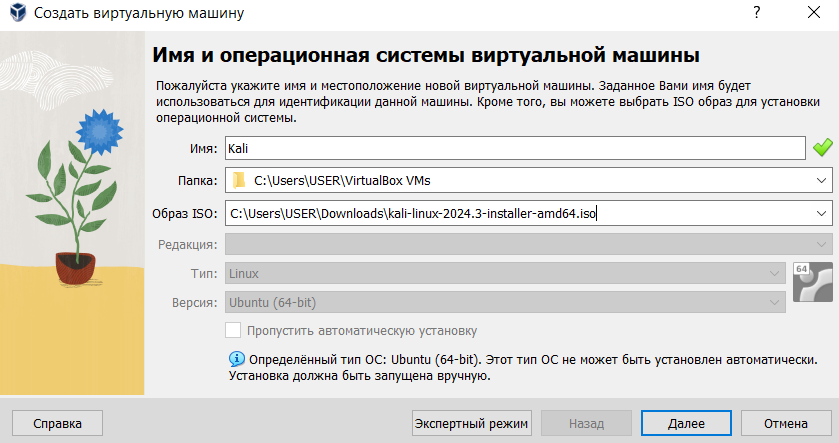 Создать виртуальную машину
?
Имя и операционная системы виртуальной машины
Пожалуйста укажите имя и местоположение новой виртуальной машины. Заданное Вами имя будет
использоваться для идентификации данной машины. Кроме того, вы можете выбрать ISO образ для установки
операционной системы.
Имя: Kali
Папка: C:\Users\USER\VirtualBox VMs
Образ ISO: C:\Users\USER\Downloads\kali-linux-2024.3-installer-amd64.iso
Редакция:
Тип: Linux 64
Версия: Ubuntu (64-bit)
Пропустить автоматическую установку
Определённый тип ОС: Ubuntu (64-bit). Этот тип ОС не может быть установлен автоматически.
Установка должна быть запущена вручную.
Справка Экспертный режим Назад Далее Отмена